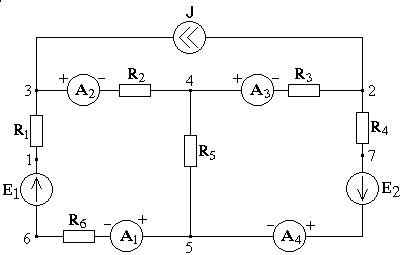 J
3 + A2 - R2 4 + A3 - R3 2
R1 R5 R4
1 7
E1 E2
6 R6 - A1 + 5 - A4 +